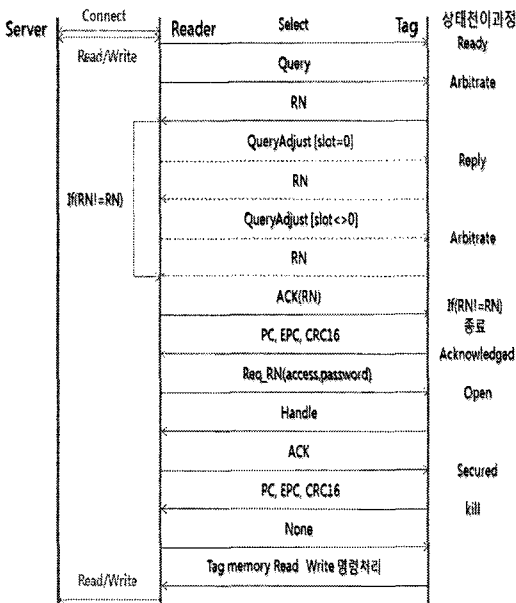 Connect
Server
Reader
Select
Tag
상태천이과정
Read/Write
Ready
Query
Arbitrate
RN
QueryAdjust [slot=0]
Reply
RN
If(RN!=RN)
QueryAdjust [slot<>0]
Arbitrate
RN
ACK(RN)
If(RN!=RN)
종료
PC, EPC, CRC16
Acknowledged
Req_RN(access,password)
Open
Handle
ACK
Secured
PC, EPC, CRC16
kill
None
Tag memory Read Write 명령처리
Read/Write